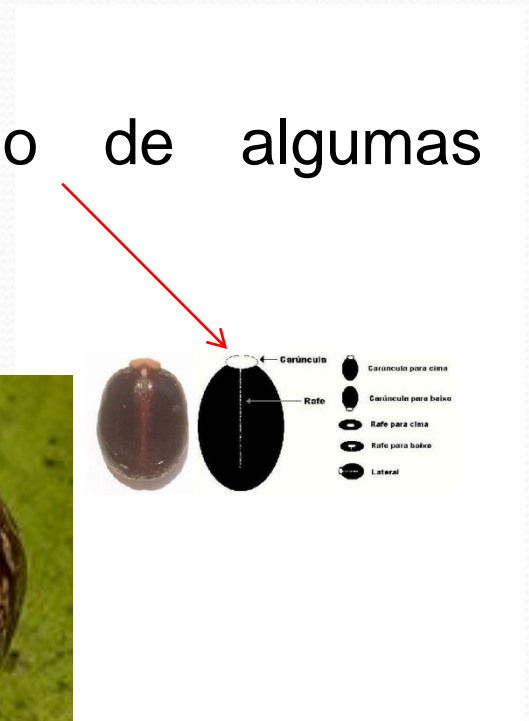 o de algumas
Carúncula
Rafe
Carúncula para cima
Carúncula para baixo
Rafe para cima
Rafe para baixo
Lateral